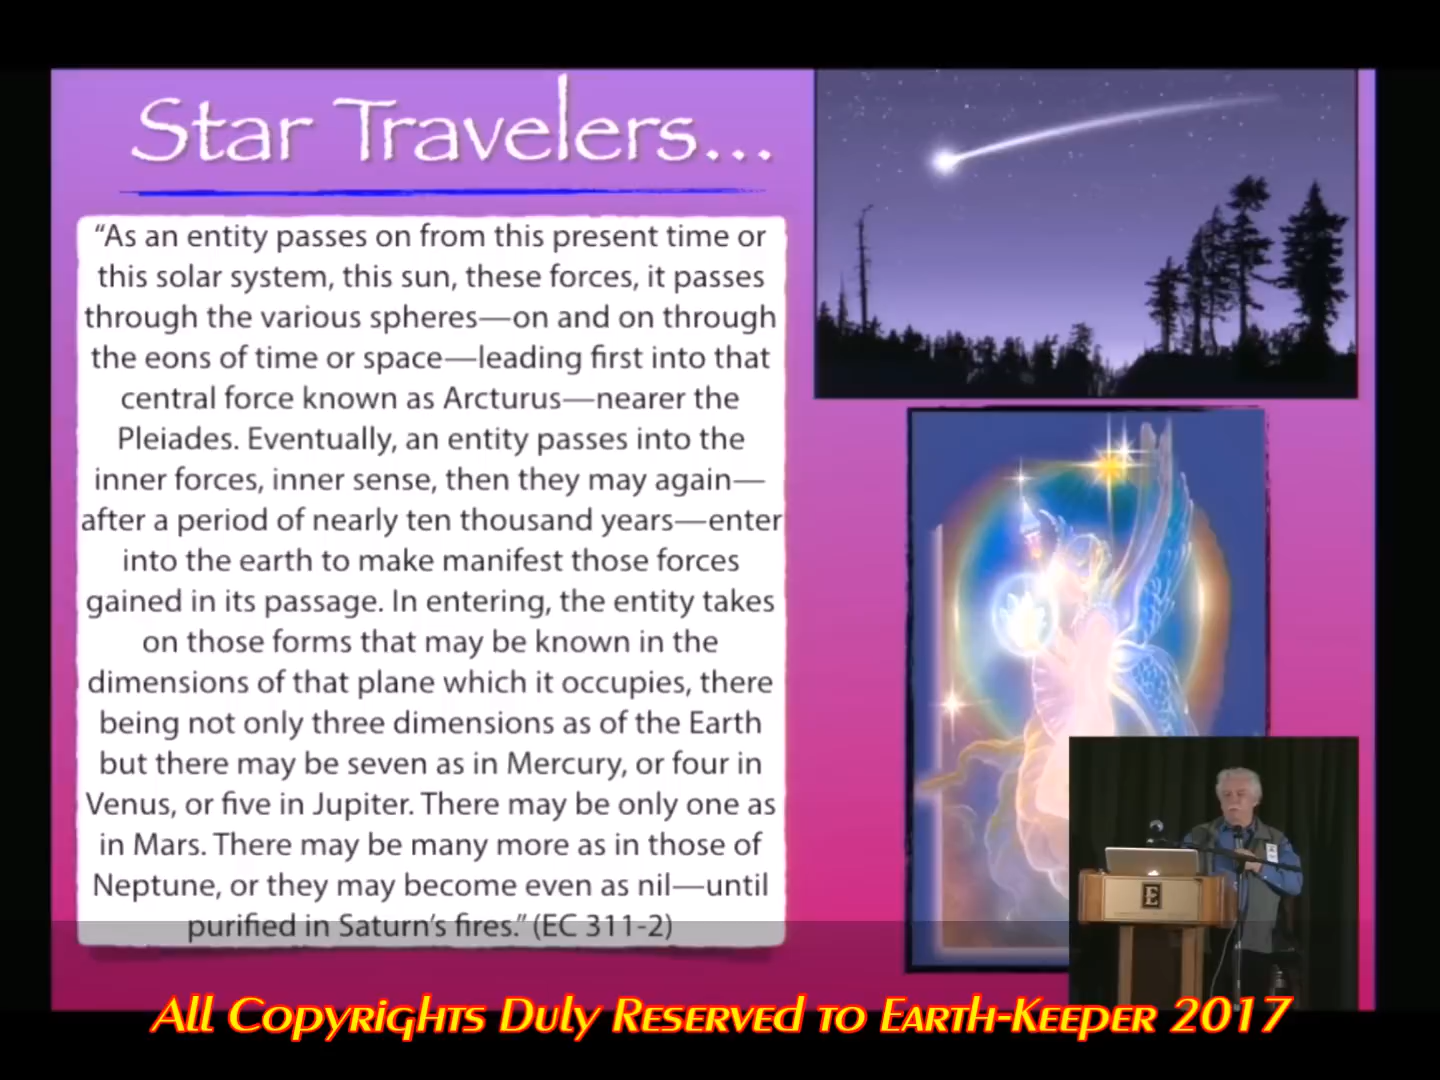 Star Travelers...
“As an entity passes on from this present time or
this solar system, this sun, these forces, it passes
through the various spheres—on and on through
the eons of time or space—leading first into that
central force known as Arcturus—nearer the
Pleiades. Eventually, an entity passes into the
inner forces, inner sense, then they may again—
after a period of nearly ten thousand years—enter
into the earth to make manifest those forces
gained in its passage. In entering, the entity takes
on those forms that may be known in the
dimensions of that plane which it occupies, there
being not only three dimensions as of the Earth
but there may be seven as in Mercury, or four in
Venus, or five in Jupiter. There may be only one as
in Mars. There may be many more as in those of
Neptune, or they may become even as nil—until
purified in Saturn’s fires.” (EC 311-2)
E
All Copyrights Duly Reserved to Earth-Keeper 2017